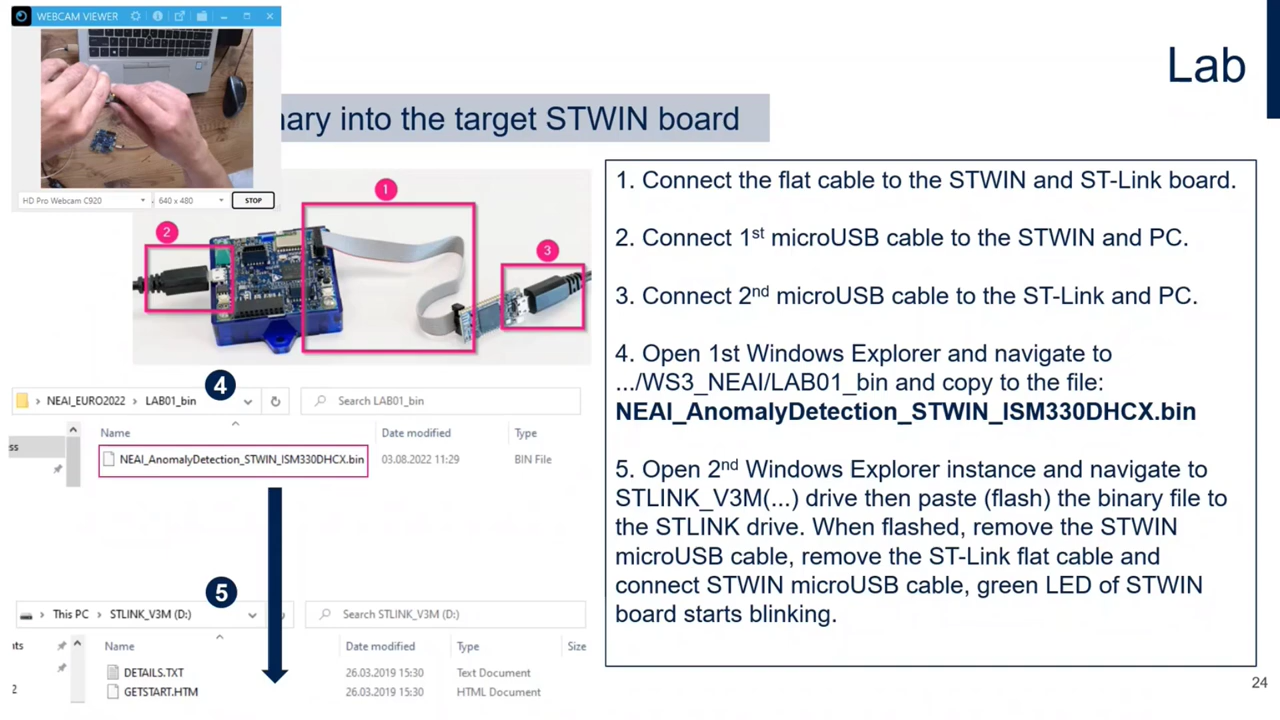 WEBCAM VIEWER
HD Pro Webcam C920
640 x 480
STOP
Lab
nary into the target STWIN board
1
2
3
1. Connect the flat cable to the STWIN and ST-Link board.
2. Connect 1st microUSB cable to the STWIN and PC.
3. Connect 2nd microUSB cable to the ST-Link and PC.
4. Open 1st Windows Explorer and navigate to
.../WS3_NEAI/LAB01_bin and copy to the file:
NEAI_AnomalyDetection_STWIN_ISM330DHCX.bin
5. Open 2nd Windows Explorer instance and navigate to
STLINK_V3M(...) drive then paste (flash) the binary file to
the STLINK drive. When flashed, remove the STWIN
microUSB cable, remove the ST-Link flat cable and
connect STWIN microUSB cable, green LED of STWIN
board starts blinking.
4
NEAI_EURO2022 > LAB01_bin
Search LAB01_bin
ss
Name Date modified Type
NEAI_AnomalyDetection_STWIN_ISM330DHCX.bin 03.08.2022 11:29 BIN File
5
This PC > STLINK_V3M (D:)
Search STLINK_V3M (D:)
nts
Name Date modified Type Size
DETAILS.TXT 26.03.2019 15:30 Text Document
2
GETSTART.HTM 26.03.2019 15:30 HTML Document
24